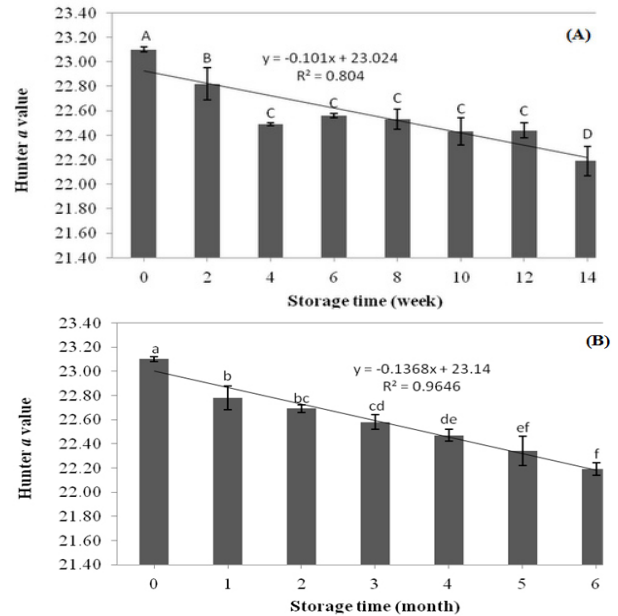 23.40
23.20
23.00
22.80
22.60
22.40
22.20
22.00
21.80
21.60
21.40
Hunter a value
(A)
y = -0.101x + 23.024
R² = 0.804
A
B
C
C
C
C
C
D
0 2 4 6 8 10 12 14
Storage time (week)
23.40
23.20
23.00
22.80
22.60
22.40
22.20
22.00
21.80
21.60
21.40
Hunter a value
(B)
y = -0.1368x + 23.14
R² = 0.9646
a
b
bc
cd
de
ef
f
0 1 2 3 4 5 6
Storage time (month)